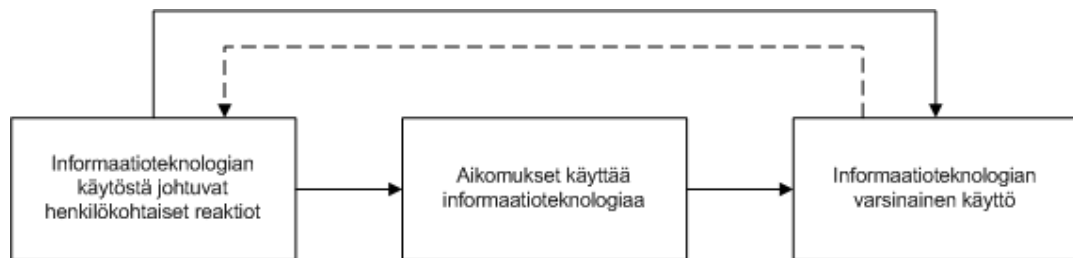 Informaatioteknologian
käytöstä johtuvat
henkilökohtaiset reaktiot
Aikomukset käyttää
informaatioteknologiaa
Informaatioteknologian
varsinainen käyttö